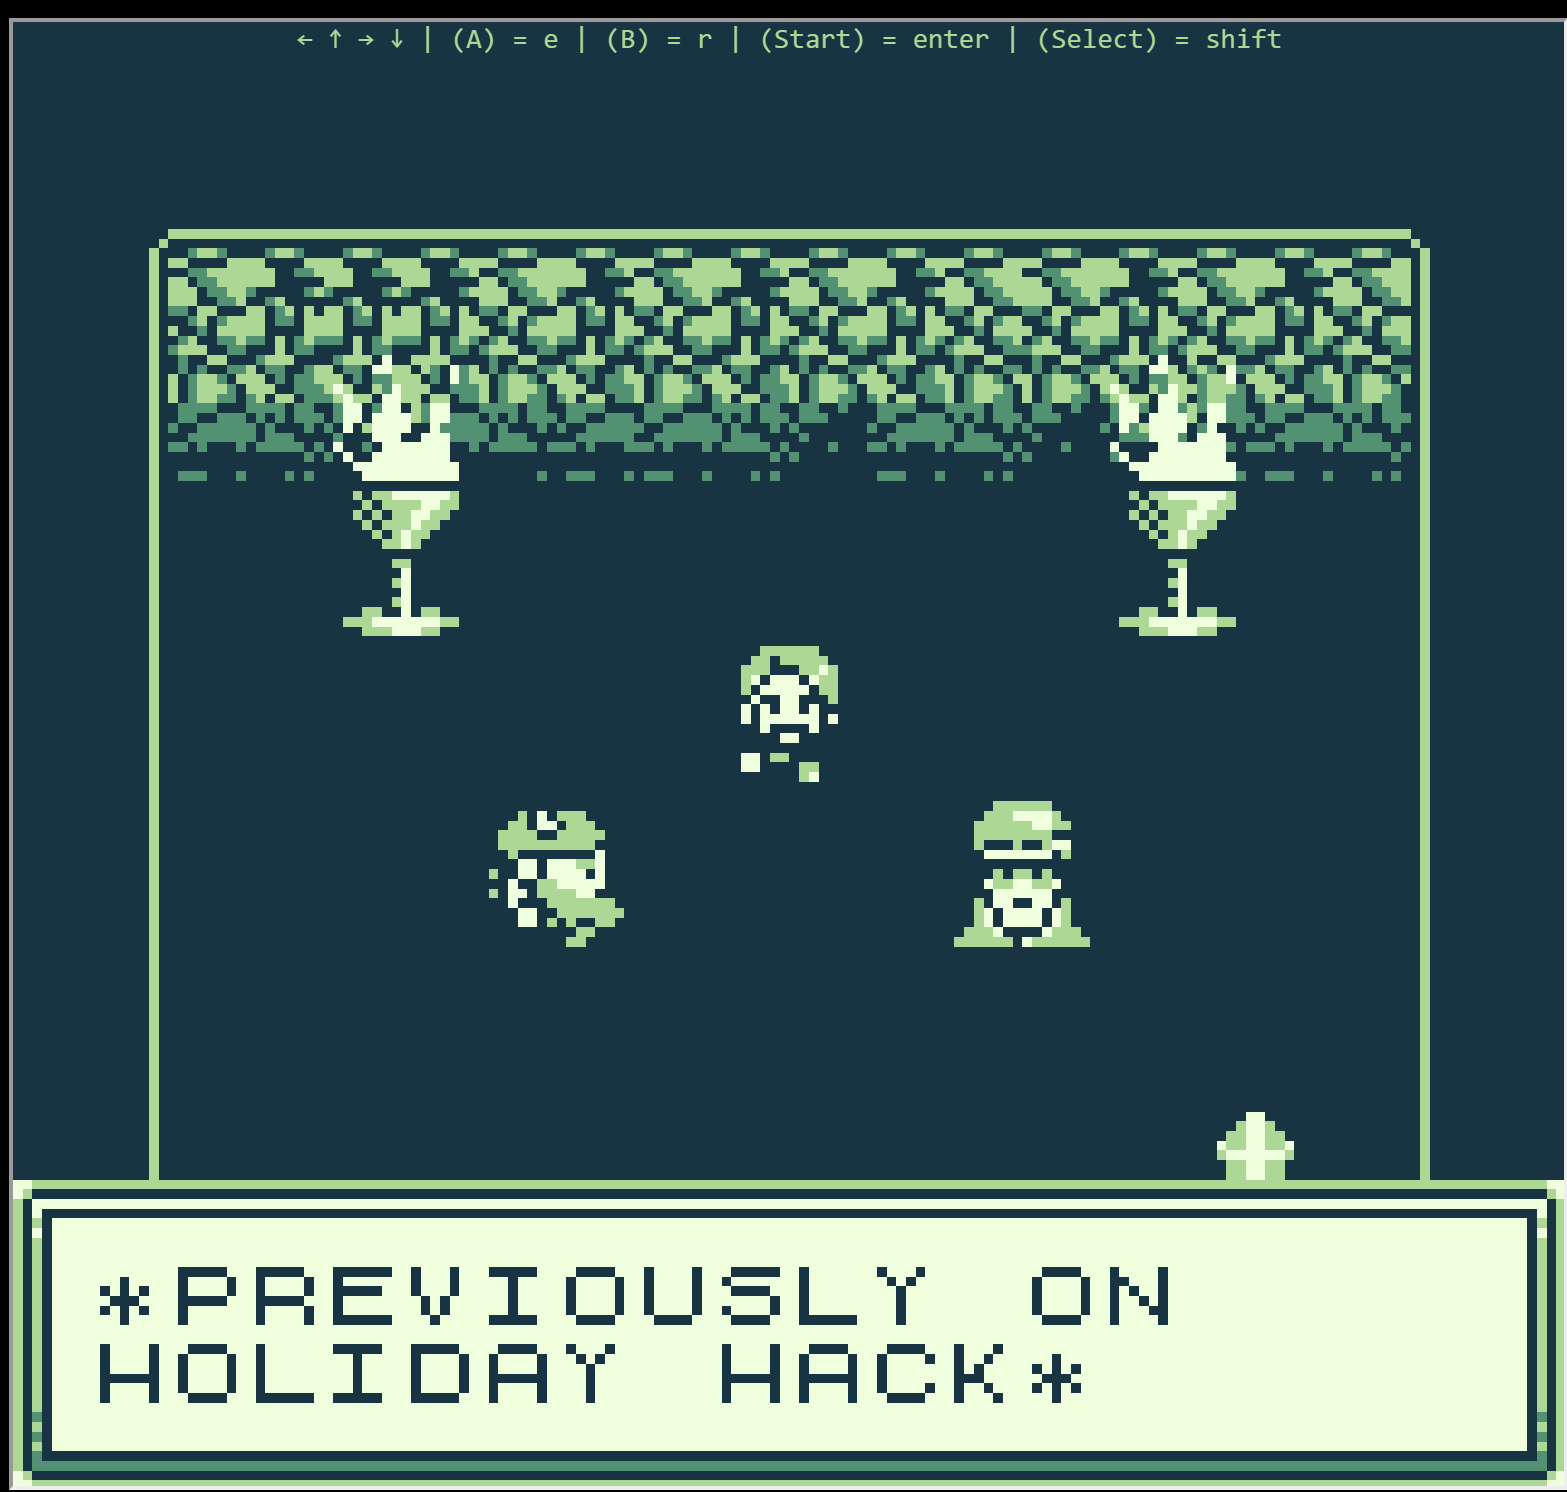 ← ↑ → ↓ | (A) = e | (B) = r | (Start) = enter | (Select) = shift
*PREVIOUSLY ON
HOLIDAY HACK*